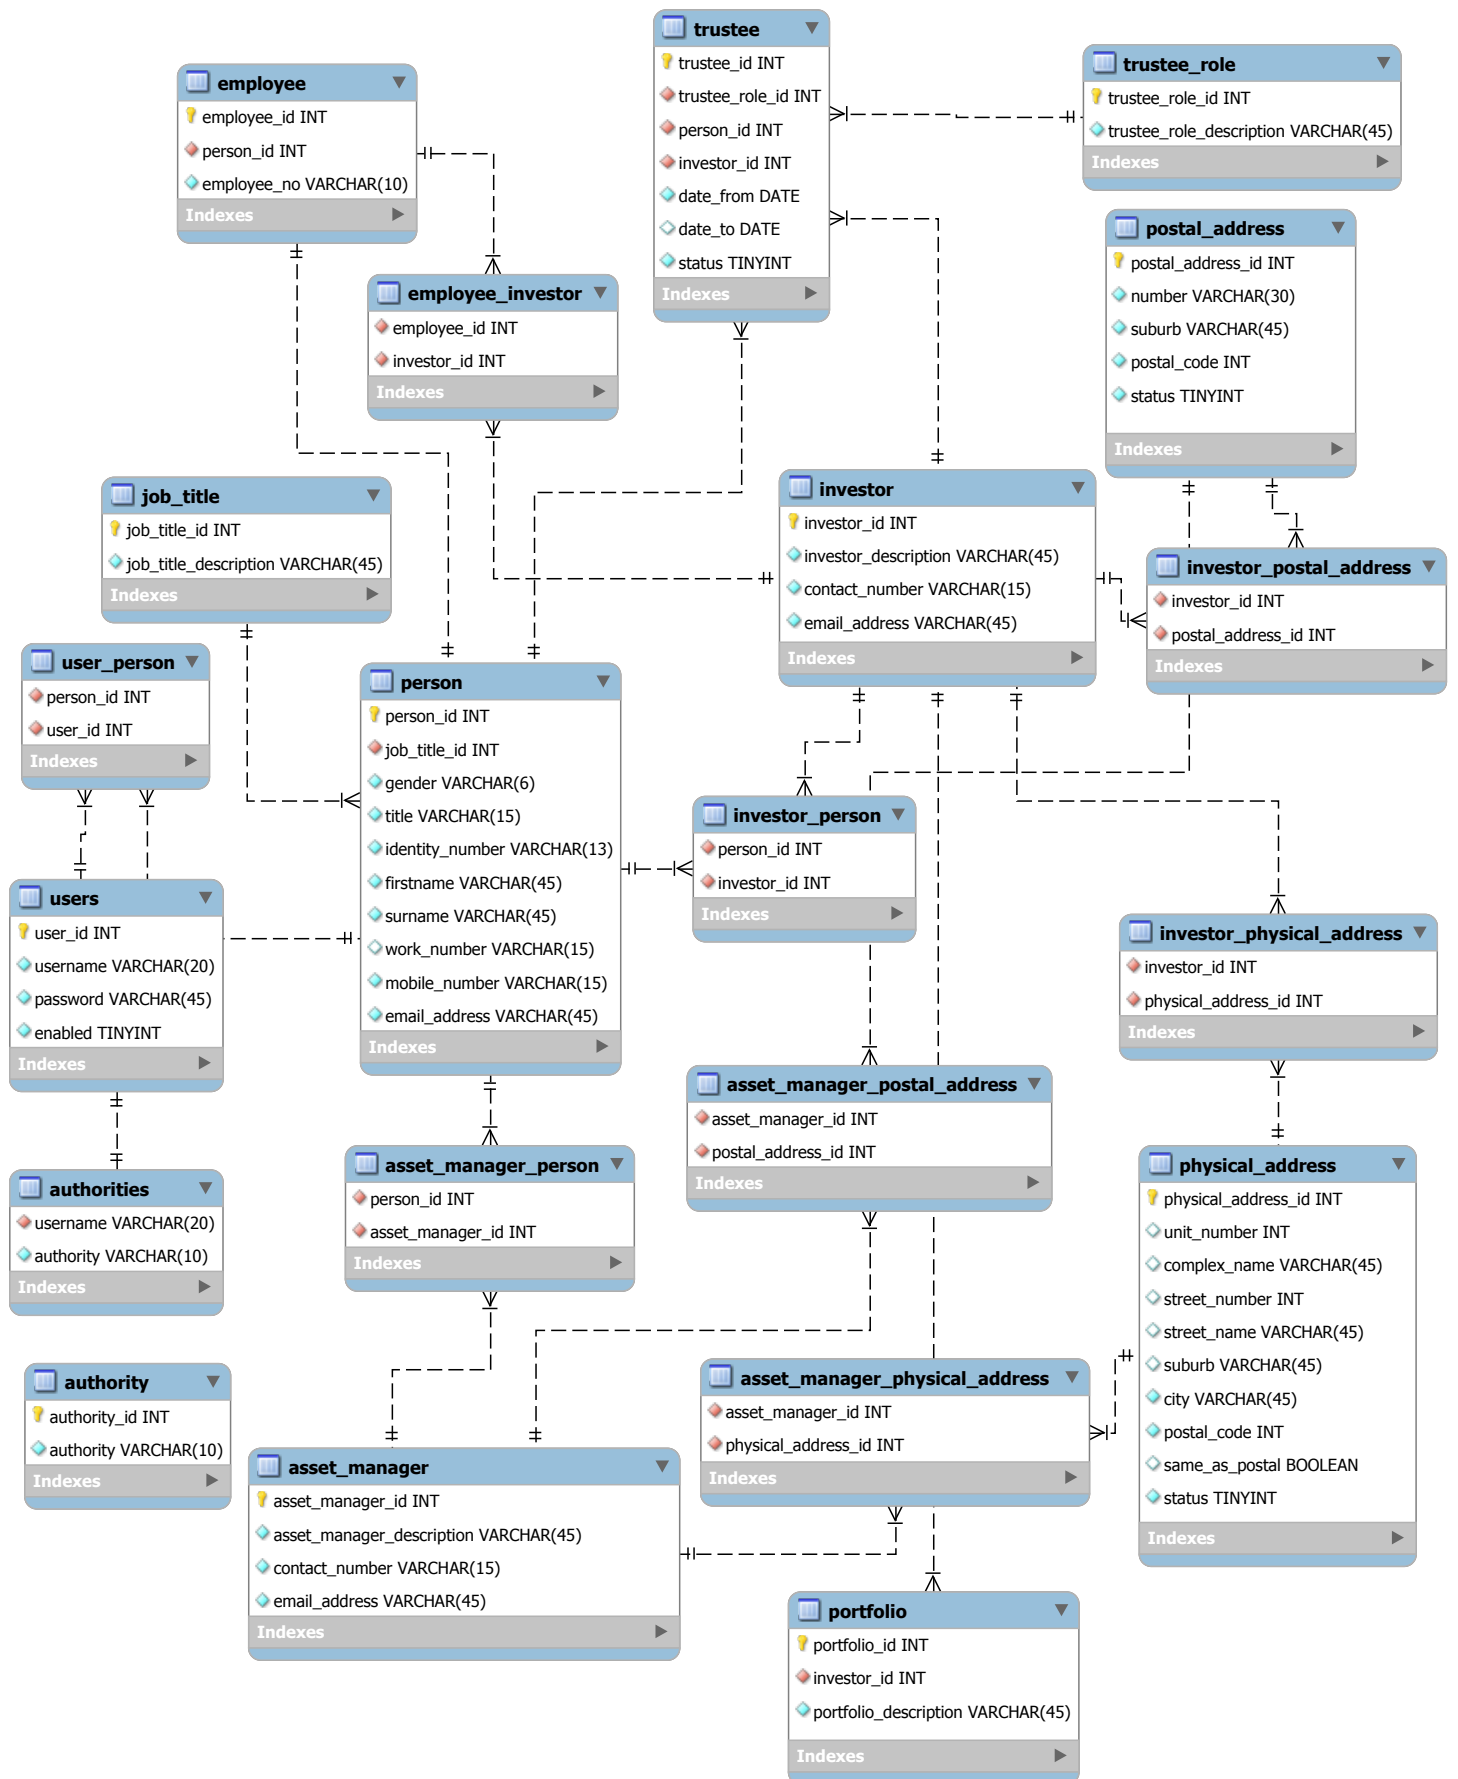 trustee
trustee_id INT
trustee_role_id INT
person_id INT
investor_id INT
date_from DATE
date_to DATE
status TINYINT
Indexes
trustee_role
trustee_role_id INT
trustee_role_description VARCHAR(45)
Indexes
employee
employee_id INT
person_id INT
employee_no VARCHAR(10)
Indexes
postal_address
postal_address_id INT
number VARCHAR(30)
suburb VARCHAR(45)
postal_code INT
status TINYINT
Indexes
employee_investor
employee_id INT
investor_id INT
Indexes
job_title
job_title_id INT
job_title_description VARCHAR(45)
Indexes
investor
investor_id INT
investor_description VARCHAR(45)
contact_number VARCHAR(15)
email_address VARCHAR(45)
Indexes
investor_postal_address
investor_id INT
postal_address_id INT
Indexes
user_person
person_id INT
user_id INT
Indexes
person
person_id INT
job_title_id INT
gender VARCHAR(6)
title VARCHAR(15)
identity_number VARCHAR(13)
firstname VARCHAR(45)
surname VARCHAR(45)
work_number VARCHAR(15)
mobile_number VARCHAR(15)
email_address VARCHAR(45)
Indexes
investor_person
person_id INT
investor_id INT
Indexes
users
user_id INT
username VARCHAR(20)
password VARCHAR(45)
enabled TINYINT
Indexes
investor_physical_address
investor_id INT
physical_address_id INT
Indexes
asset_manager_postal_address
asset_manager_id INT
postal_address_id INT
Indexes
asset_manager_person
person_id INT
asset_manager_id INT
Indexes
physical_address
physical_address_id INT
unit_number INT
complex_name VARCHAR(45)
street_number INT
street_name VARCHAR(45)
suburb VARCHAR(45)
city VARCHAR(45)
postal_code INT
same_as_postal BOOLEAN
status TINYINT
Indexes
authorities
username VARCHAR(20)
authority VARCHAR(10)
Indexes
authority
authority_id INT
authority VARCHAR(10)
Indexes
asset_manager_physical_address
asset_manager_id INT
physical_address_id INT
Indexes
asset_manager
asset_manager_id INT
asset_manager_description VARCHAR(45)
contact_number VARCHAR(15)
email_address VARCHAR(45)
Indexes
portfolio
portfolio_id INT
investor_id INT
portfolio_description VARCHAR(45)
Indexes